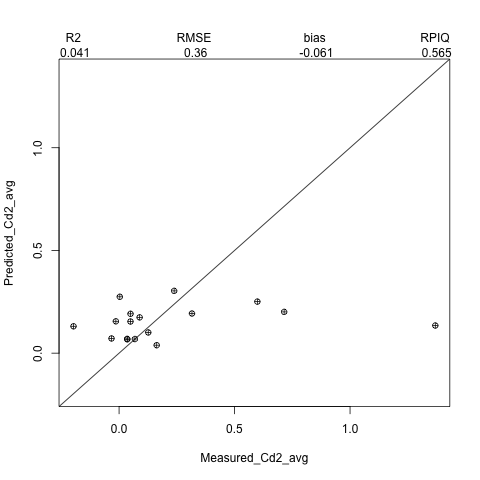 R2 RMSE bias RPIQ
0.041 0.36 -0.061 0.565
1.0
0.5
0.0
Predicted_Cd2_avg
0.0 0.5 1.0
Measured_Cd2_avg